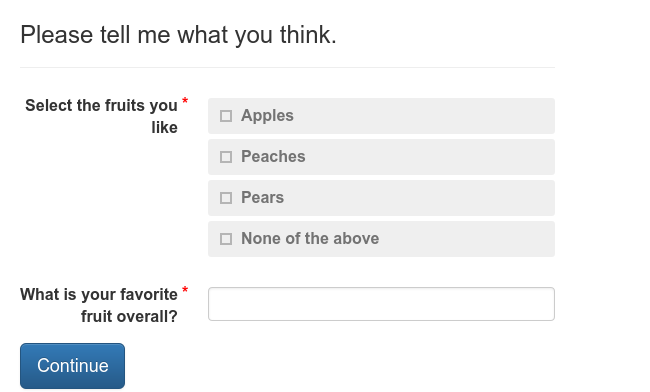 Please tell me what you think.
Select the fruits you *
like
Apples
Peaches
Pears
None of the above
What is your favorite *
fruit overall?
Continue